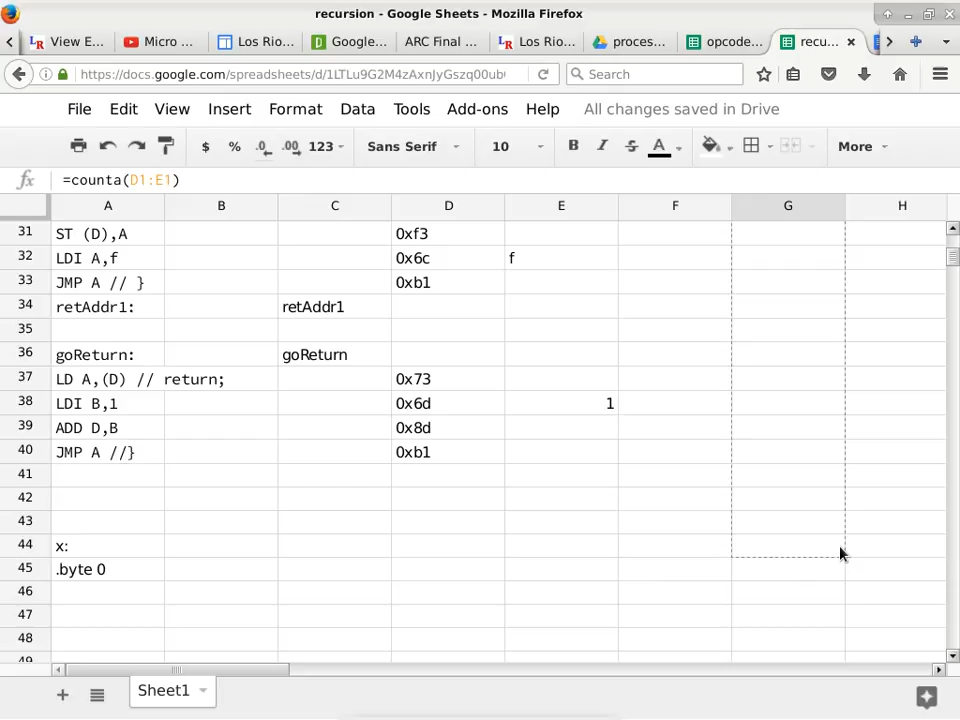 recursion - Google Sheets - Mozilla Firefox
View E... Micro ... Los Rio... Google... ARC Final ... Los Rio... proces... opcode... recu...
https://docs.google.com/spreadsheets/d/1LTLu9G2M4zAxnJyGszq00ub Search
File Edit View Insert Format Data Tools Add-ons Help All changes saved in Drive
$ % .0 .00 123 Sans Serif 10 B I S A More
fx =counta(D1:E1)
A B C D E F G H
31 ST (D),A 0xf3
32 LDI A,f 0x6c f
33 JMP A // } 0xb1
34 retAddr1: retAddr1
35
36 goReturn: goReturn
37 LD A,(D) // return; 0x73
38 LDI B,1 0x6d 1
39 ADD D,B 0x8d
40 JMP A //} 0xb1
41
42
43
44 x:
45 .byte 0
46
47
48
49
Sheet1